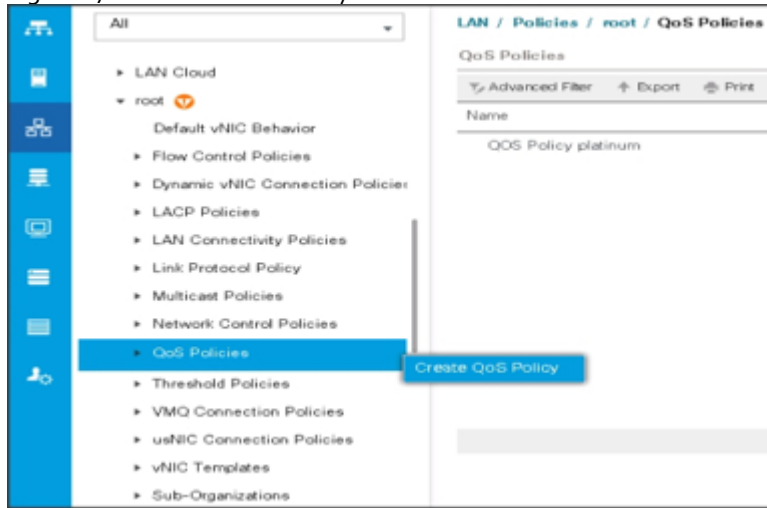 All
LAN Cloud
root
Default vNIC Behavior
Flow Control Policies
Dynamic vNIC Connection Policies
LACP Policies
LAN Connectivity Policies
Link Protocol Policy
Multicast Policies
Network Control Policies
QoS Policies
Create QoS Policy
Threshold Policies
VMQ Connection Policies
usNIC Connection Policies
vNIC Templates
Sub-Organizations
LAN / Policies / root / QoS Policies
QoS Policies
Advanced Filter Export Print
Name
QOS Policy platinum